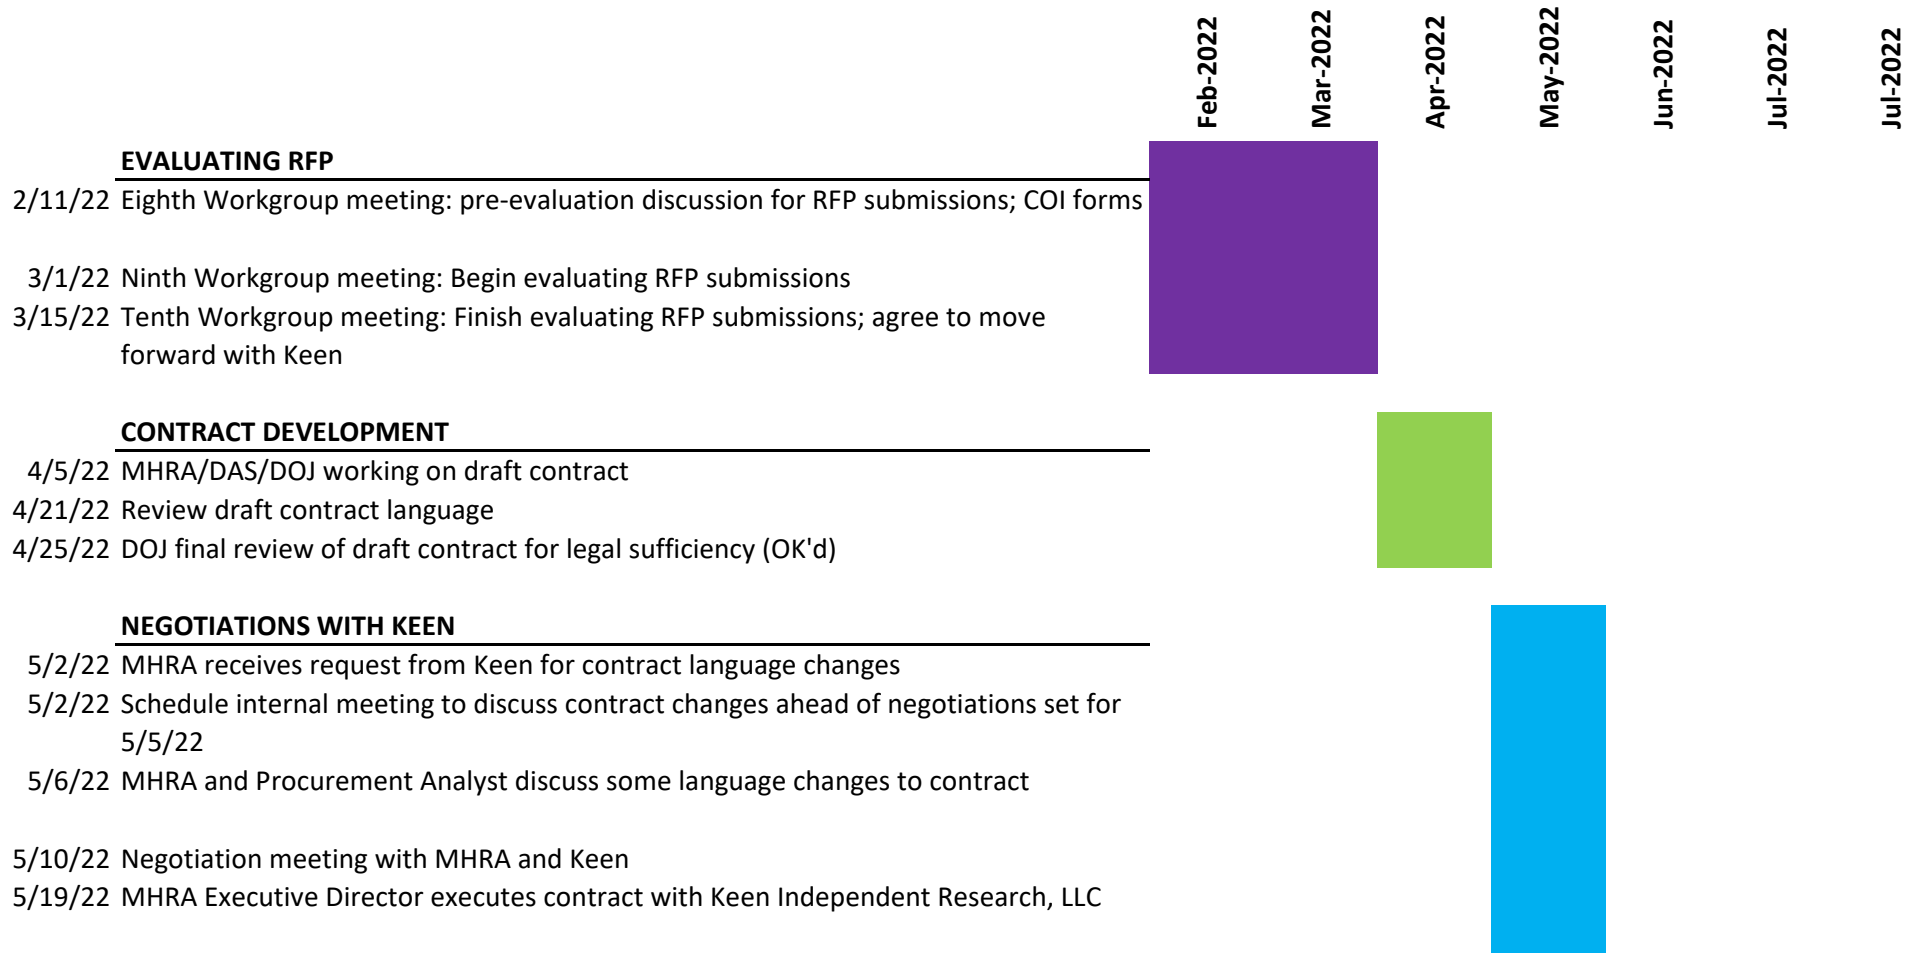 Feb-2022 Mar-2022 Apr-2022 May-2022 Jun-2022 Jul-2022 Jul-2022
EVALUATING RFP
2/11/22 Eighth Workgroup meeting: pre-evaluation discussion for RFP submissions; COI forms
3/1/22 Ninth Workgroup meeting: Begin evaluating RFP submissions
3/15/22 Tenth Workgroup meeting: Finish evaluating RFP submissions; agree to move
forward with Keen
CONTRACT DEVELOPMENT
4/5/22 MHRA/DAS/DOJ working on draft contract
4/21/22 Review draft contract language
4/25/22 DOJ final review of draft contract for legal sufficiency (OK'd)
NEGOTIATIONS WITH KEEN
5/2/22 MHRA receives request from Keen for contract language changes
5/2/22 Schedule internal meeting to discuss contract changes ahead of negotiations set for
5/5/22
5/6/22 MHRA and Procurement Analyst discuss some language changes to contract
5/10/22 Negotiation meeting with MHRA and Keen
5/19/22 MHRA Executive Director executes contract with Keen Independent Research, LLC